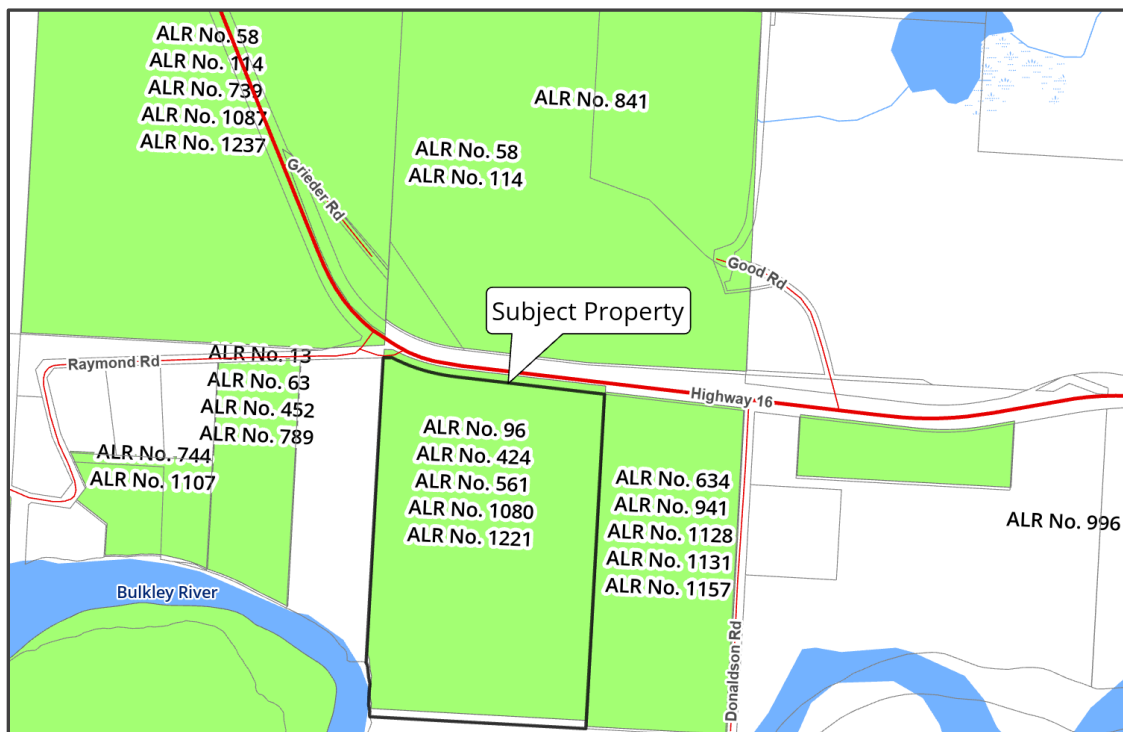 ALR No. 58
ALR No. 114
ALR No. 739
ALR No. 1087
ALR No. 1237
ALR No. 841
ALR No. 58
ALR No. 114
Grieder Rd
Good Rd
Subject Property
Raymond Rd
Highway 16
ALR No. 13
ALR No. 63
ALR No. 452
ALR No. 789
ALR No. 744
ALR No. 1107
ALR No. 96
ALR No. 424
ALR No. 561
ALR No. 1080
ALR No. 1221
ALR No. 634
ALR No. 941
ALR No. 1128
ALR No. 1131
ALR No. 1157
ALR No. 996
Bulkley River
Donaldson Rd